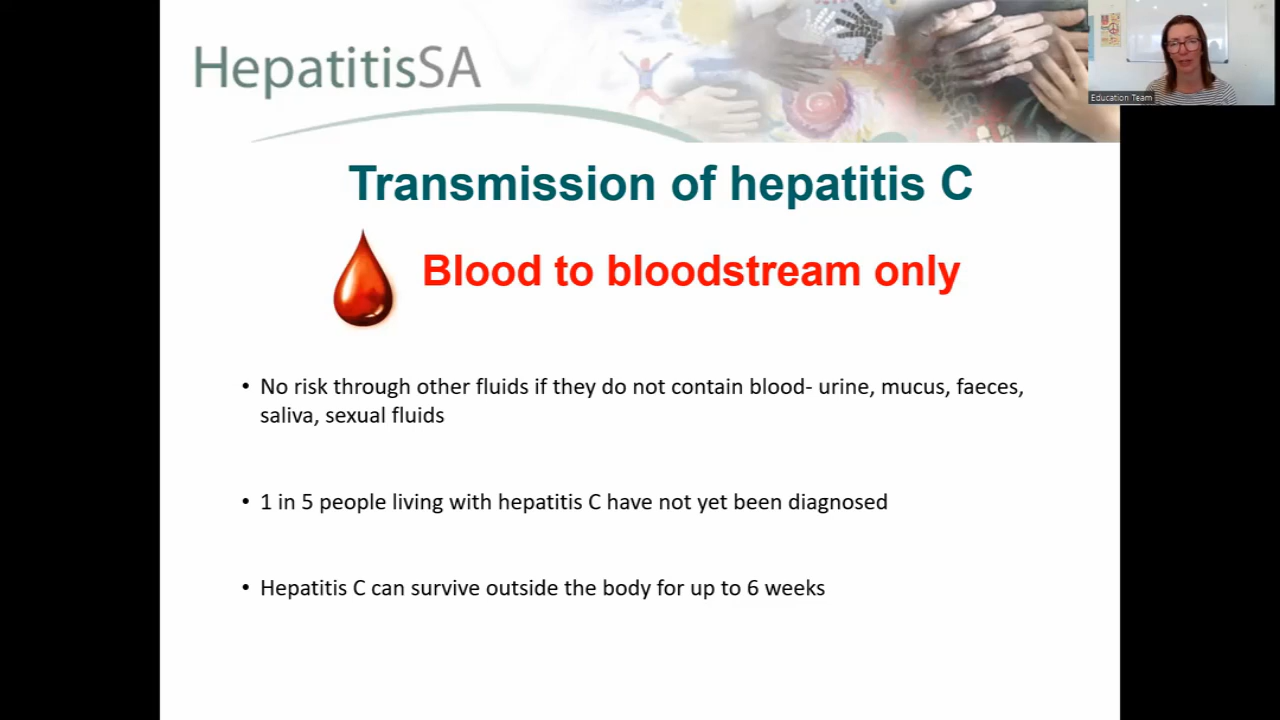 HepatitisSA
Education Team
Transmission of hepatitis C
Blood to bloodstream only
• No risk through other fluids if they do not contain blood- urine, mucus, faeces,
saliva, sexual fluids
• 1 in 5 people living with hepatitis C have not yet been diagnosed
• Hepatitis C can survive outside the body for up to 6 weeks